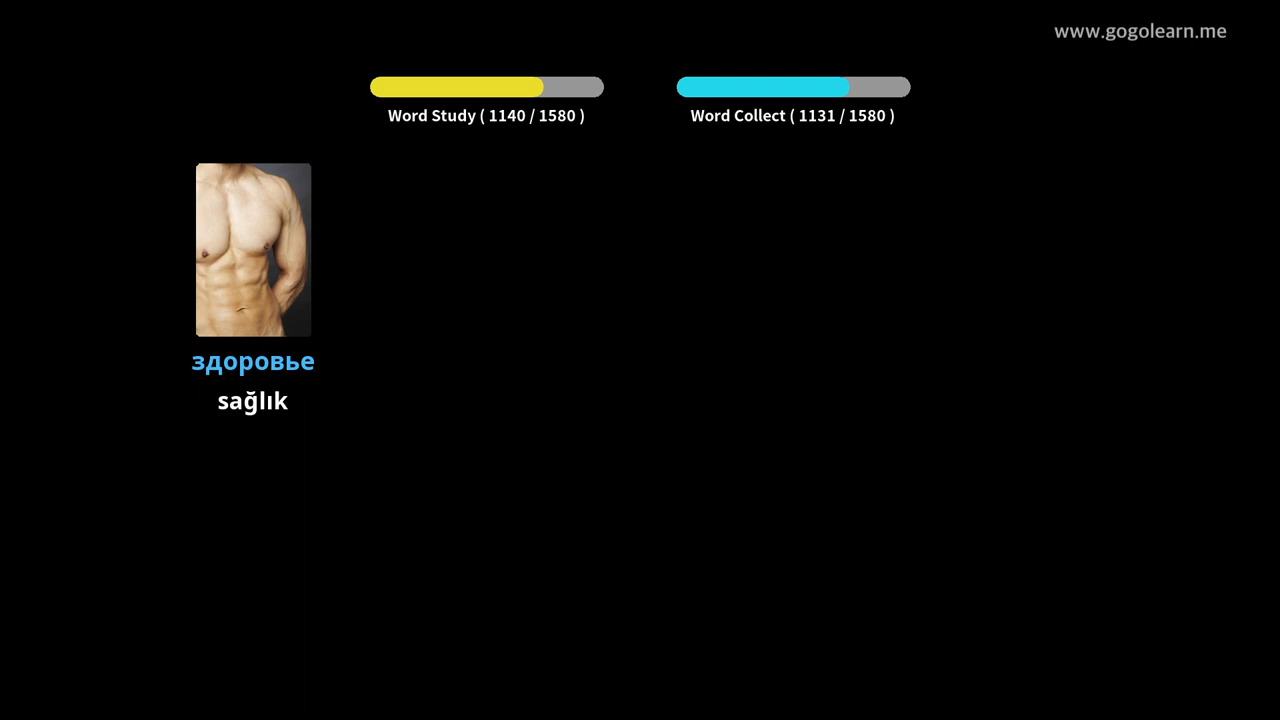 www.gogolearn.me
Word Study ( 1140 / 1580 )
Word Collect ( 1131 / 1580 )
здоровье
sağlık